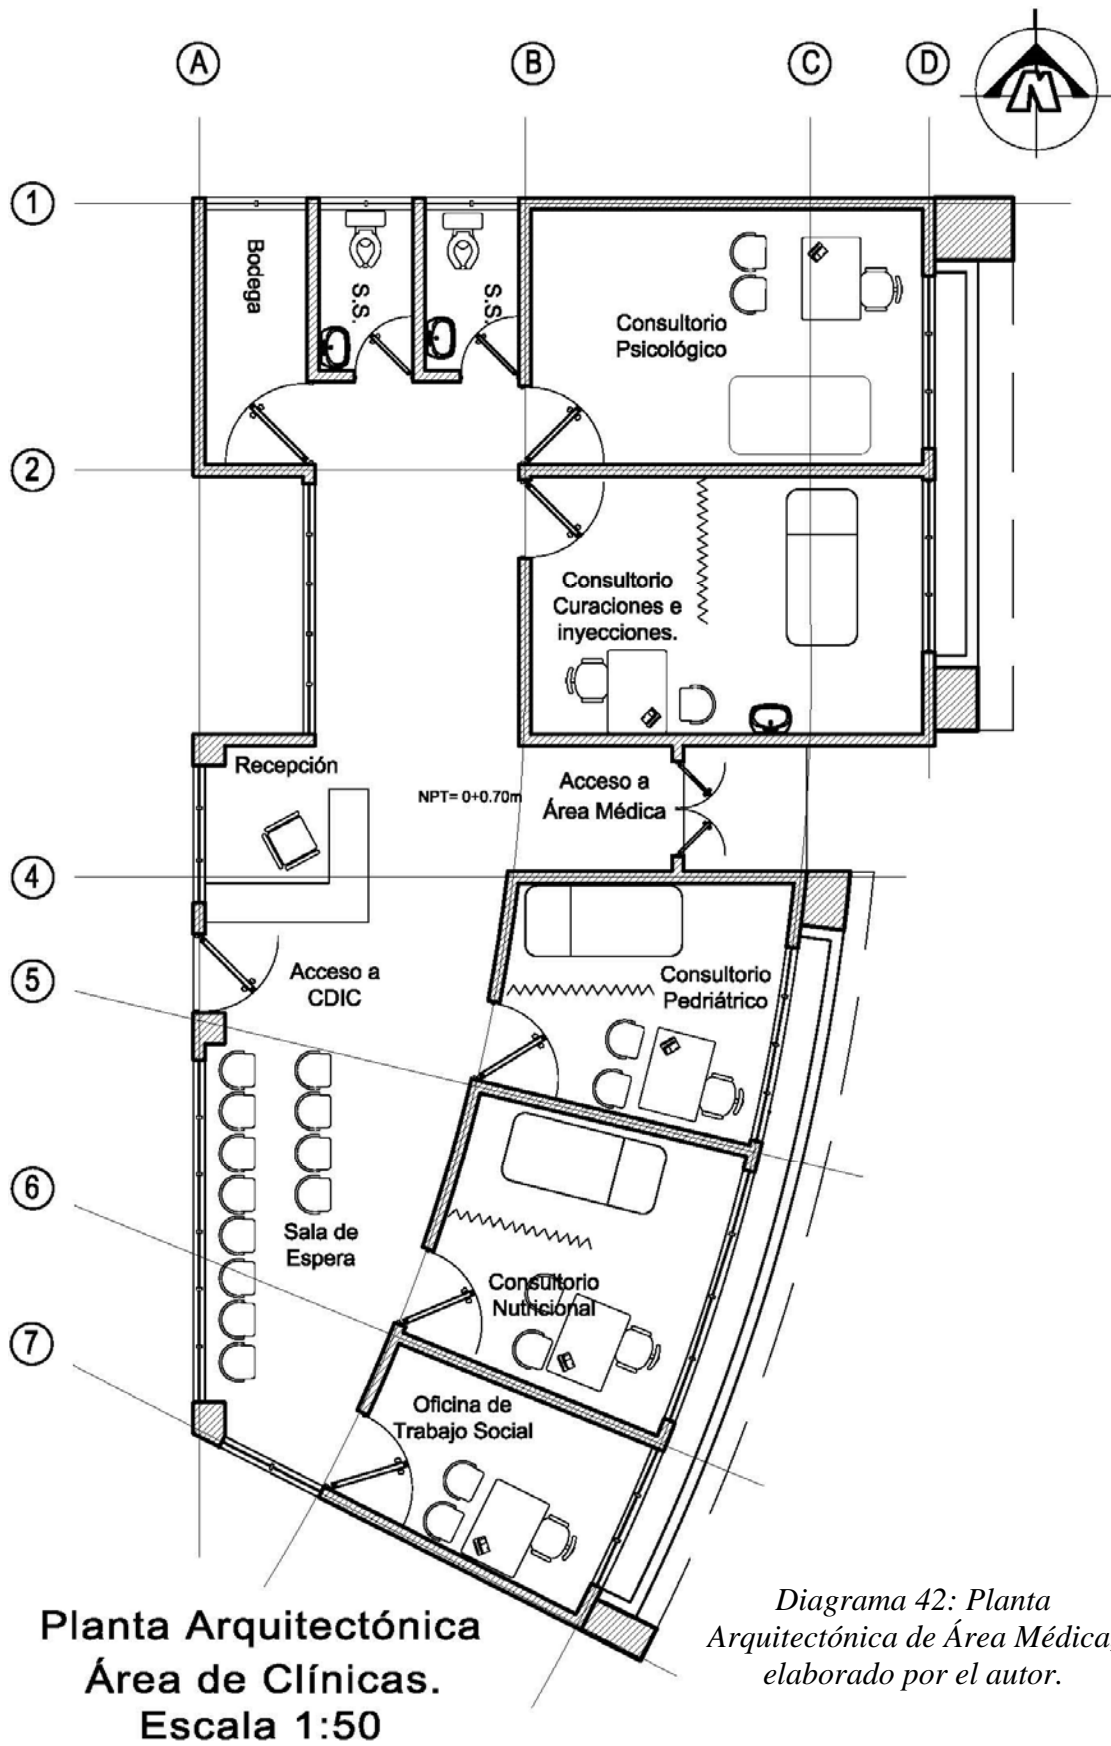 A
B
C
D
N
1
Bodega
S.S.
S.S.
Consultorio
Psicológico
2
Consultorio
Curaciones e
inyecciones.
Recepción
NPT= 0+0.70m
Acceso a
Área Médica
4
5
Acceso a
CDIC
Consultorio
Pedriátrico
6
Sala de
Espera
Consultorio
Nutricional
7
Oficina de
Trabajo Social
Planta Arquitectónica
Área de Clínicas.
Escala 1:50
Diagrama 42: Planta
Arquitectónica de Área Médica,
elaborado por el autor.